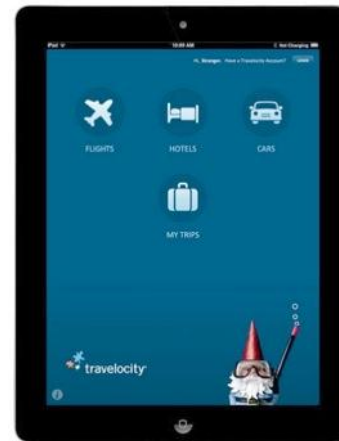 iPad
10:00 AM
Not Charging
Hi, Stranger. Have a Travelocity Account?
FLIGHTS
HOTELS
CARS
MY TRIPS
travelocity